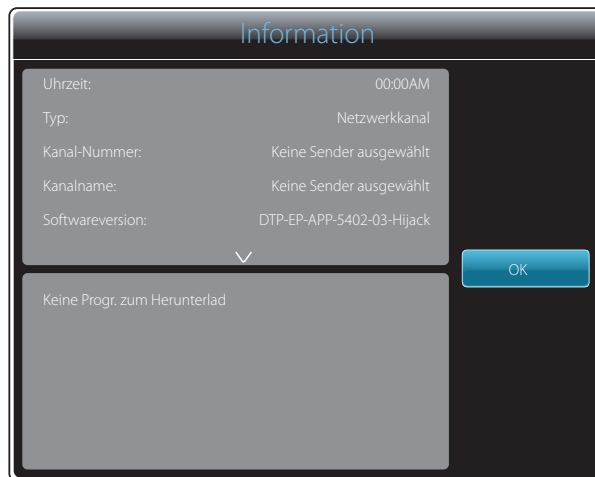 Information
Uhrzeit: 00:00AM
Typ: Netzwerkkanal
Kanal-Nummer: Keine Sender ausgewählt
Kanalname: Keine Sender ausgewählt
Softwareversion: DTP-EP-APP-5402-03-Hijack
OK
Keine Progr. zum Herunterlad